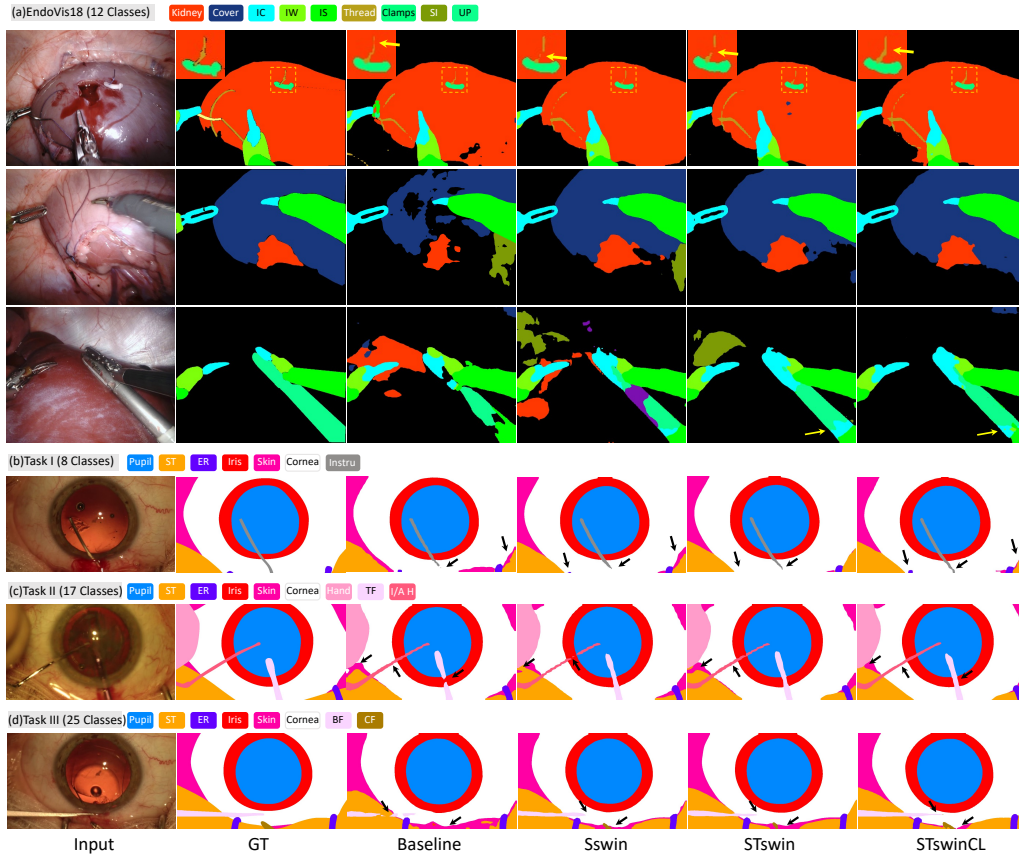 (a)EndoVis18 (12 Classes) Kidney Cover IC IW IS Thread Clamps SI UP
(b)Task I (8 Classes) Pupil ST ER Iris Skin Cornea Instru
(c)Task II (17 Classes) Pupil ST ER Iris Skin Cornea Hand TF I/A H
(d)Task III (25 Classes) Pupil ST ER Iris Skin Cornea BF CF
Input GT Baseline Sswin STswin STswinCL